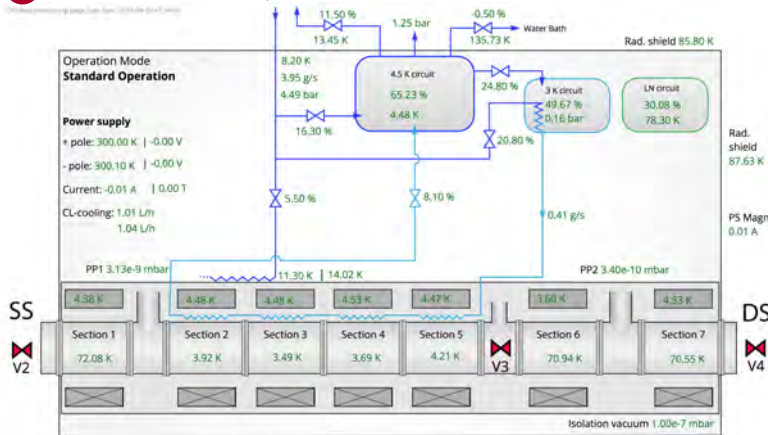 11.50 %
13.45 K
1.25 bar
-0.50 %
135.73 K
Water Bath
Rad. shield 85.80 K
Operation Mode
Standard Operation
8.20 K
3.95 g/s
4.49 bar
4.5 K circuit
65.23 %
4.48 K
24.80 %
3 K circuit
49.67 %
0.16 bar
LN circuit
30.08 %
78.30 K
Power supply
+ pole: 300.00 K | -0.00 V
- pole: 300.10 K | -0.00 V
Current: -0.01 A | 0.00 T
CL-cooling: 1.01 L/h
1.04 L/h
16.30 %
20.80 %
Rad.
shield
87.63 K
5.50 %
8.10 %
0.41 g/s
PS Magn
0.01 A
PP1 3.13e-9 mbar
11.30 K | 14.02 K
PP2 3.40e-10 mbar
4.38 K
4.48 K
4.48 K
4.53 K
4.47 K
3.60 K
4.53 K
SS
DS
Section 1
Section 2
Section 3
Section 4
Section 5
Section 6
Section 7
72.08 K
3.92 K
3.49 K
3.69 K
4.21 K
70.94 K
70.55 K
V2
V3
V4
Isolation vacuum 1.00e-7 mbar